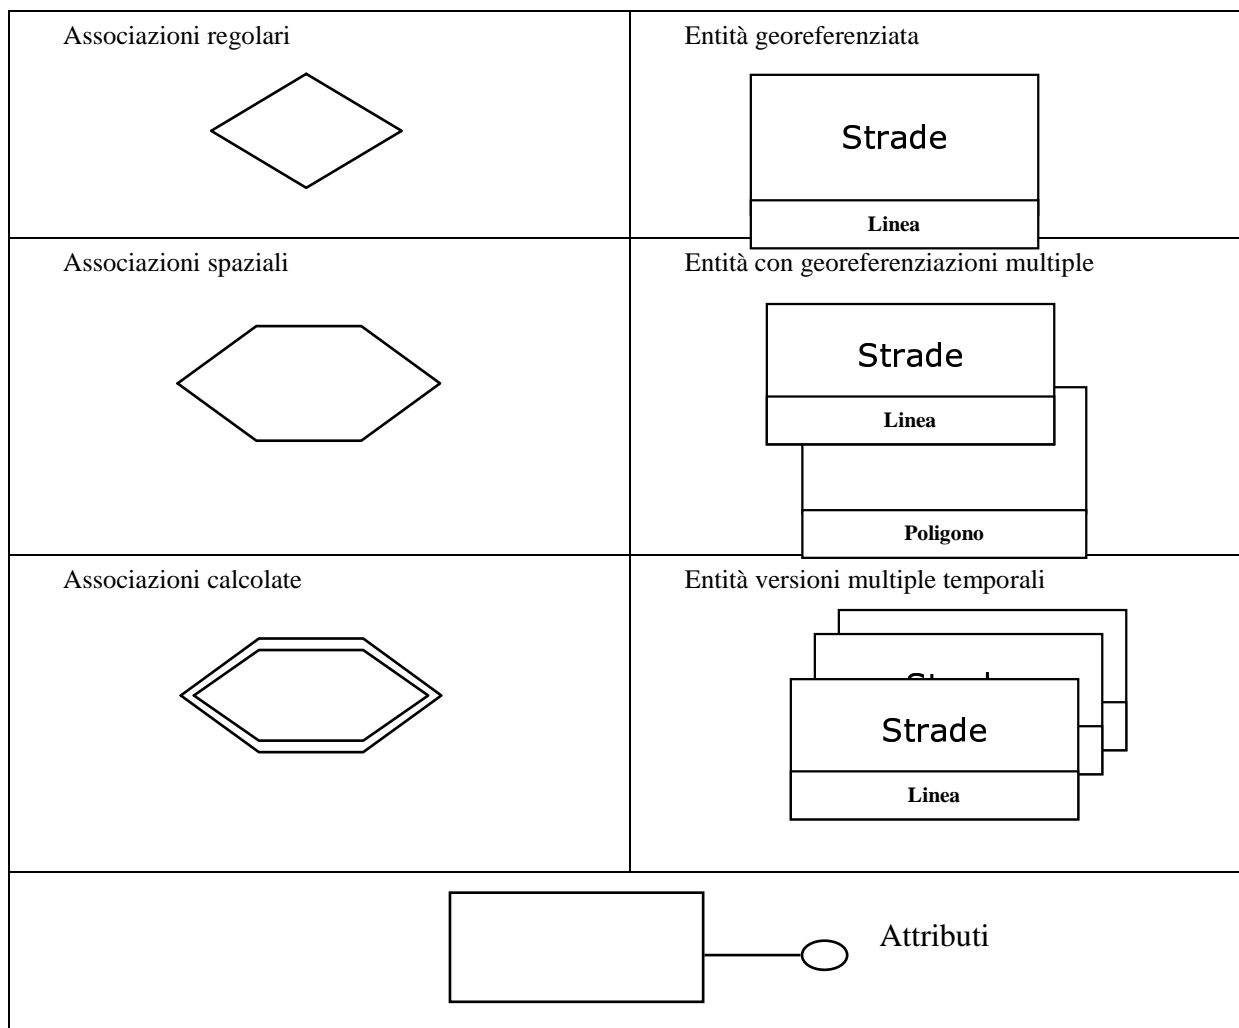 Associazioni regolari
Entità georeferenziata
Strade
Linea
Associazioni spaziali
Entità con georeferenziazioni multiple
Strade
Linea
Poligono
Associazioni calcolate
Entità versioni multiple temporali
Strade
Strade
Linea
Attributi